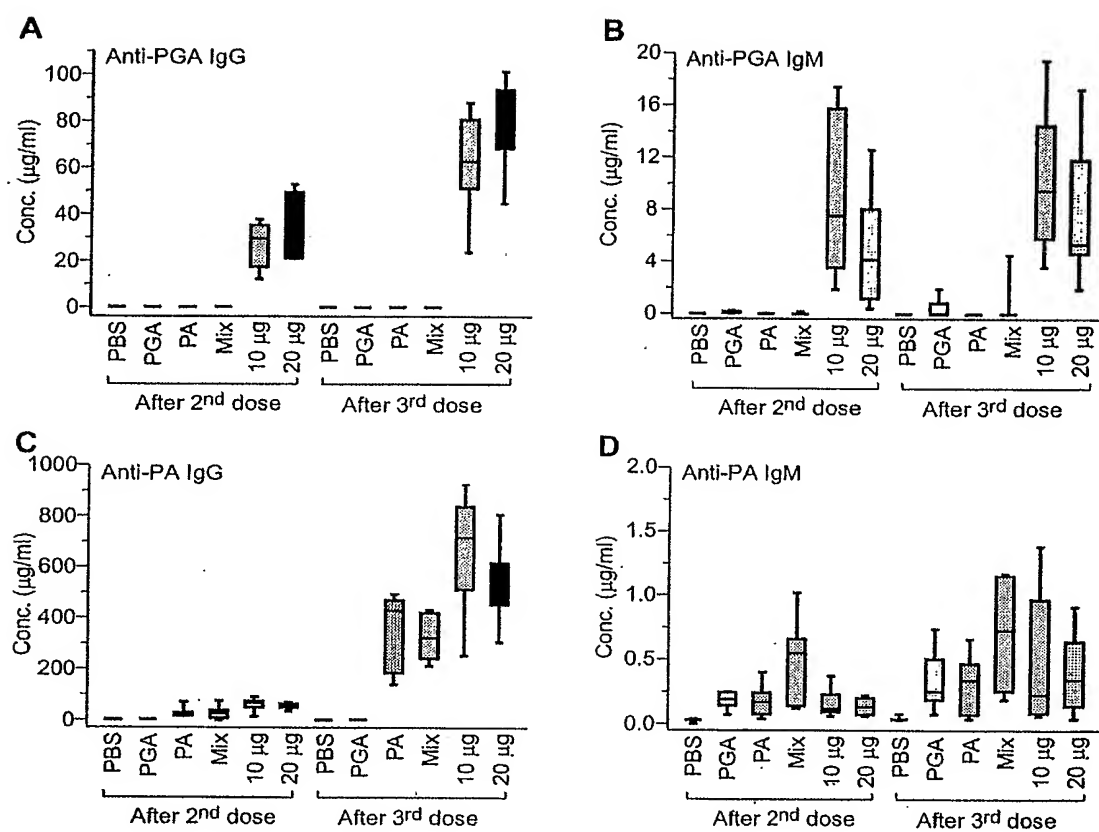 A
Anti-PGA IgG
Conc. (µg/ml)
100
80
60
40
20
0
PBS PGA PA Mix 10 µg 20 µg PBS PGA PA Mix 10 µg 20 µg
After 2nd dose After 3rd dose
B
Anti-PGA IgM
Conc. (µg/ml)
20
16
12
8
4
0
PBS PGA PA Mix 10 µg 20 µg PBS PGA PA Mix 10 µg 20 µg
After 2nd dose After 3rd dose
C
Anti-PA IgG
Conc. (µg/ml)
1000
800
600
400
200
0
PBS PGA PA Mix 10 µg 20 µg PBS PGA PA Mix 10 µg 20 µg
After 2nd dose After 3rd dose
D
Anti-PA IgM
Conc. (µg/ml)
2.0
1.5
1.0
0.5
0.0
PBS PGA PA Mix 10 µg 20 µg PBS PGA PA Mix 10 µg 20 µg
After 2nd dose After 3rd dose